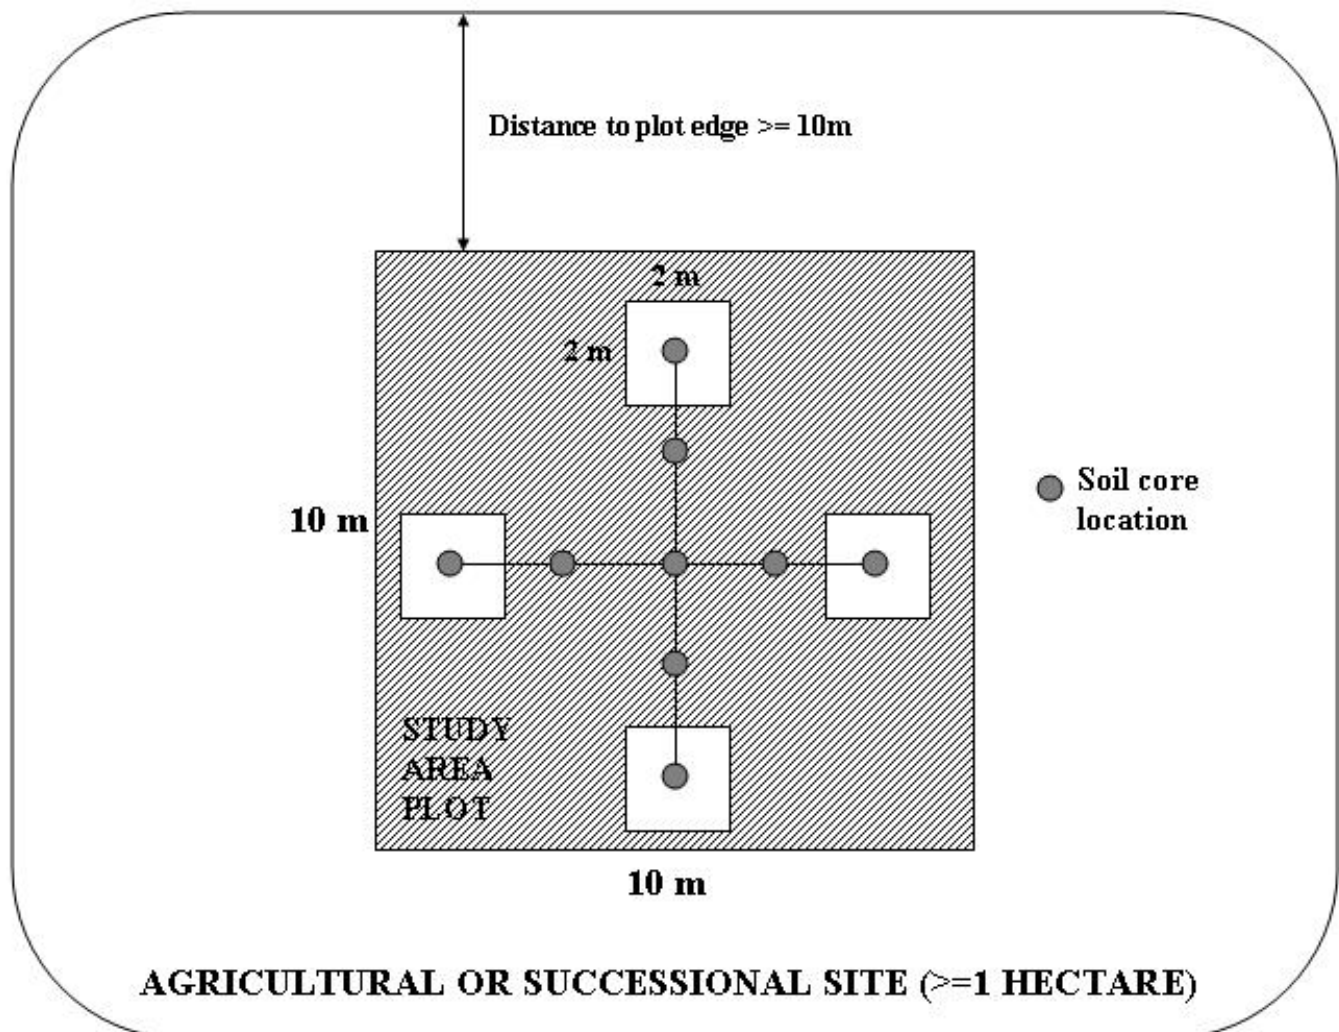 Distance to plot edge >= 10m
2 m
2 m
10 m
Soil core
location
STUDY
AREA
PLOT
10 m
AGRICULTURAL OR SUCCESSIONAL SITE (>=1 HECTARE)